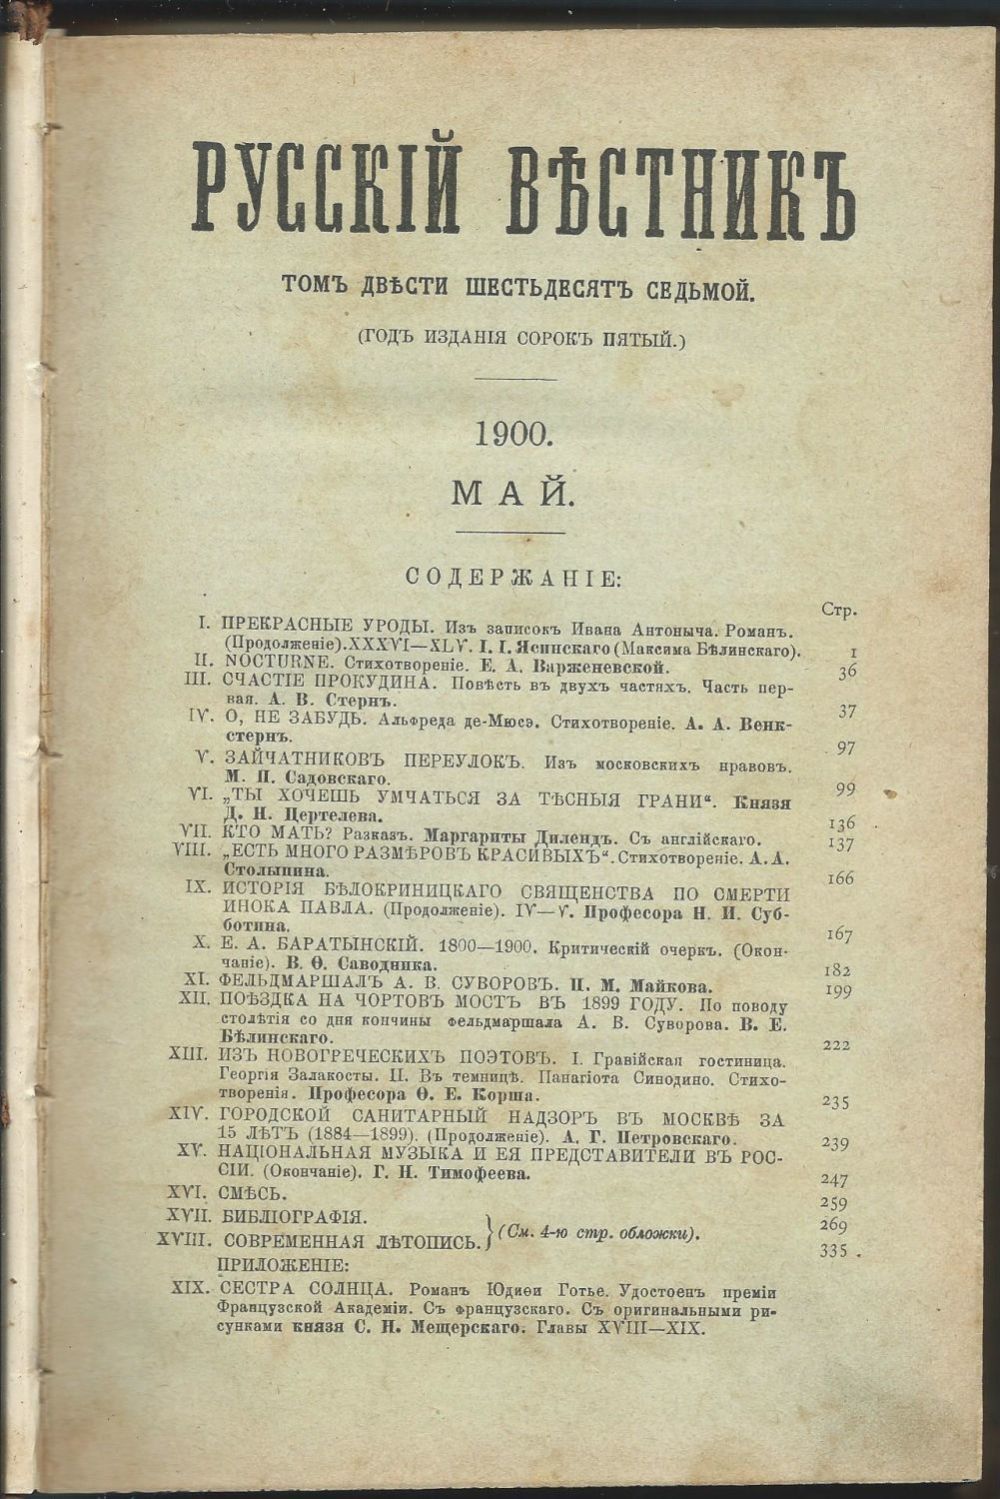 РУССКІЙ ВѢСТНИКЪ
ТОМЪ ДВѢСТИ ШЕСТЬДЕСЯТЪ СЕДЬМОЙ.
(ГОДЪ ИЗДАНІЯ СОРОКЪ ПЯТЫЙ.)
1900.
МАЙ.
СОДЕРЖАНІЕ:
Стр.
I. ПРЕКРАСНЫЕ УРОДЫ. Изъ записокъ Ивана Антоныча. Романъ.
(Продолженіе). XXXVI—XLV. І. І. Ясинскаго (Максима Бѣлинскаго). 1
II. NOCTURNE. Стихотвореніе. Е. А. Варженевской. 36
III. СЧАСТІЕ ПРОКУДИНА. Повѣсть въ двухъ частяхъ. Часть пер-
вая. А. В. Стернъ. 37
IV. О, НЕ ЗАБУДЬ. Альфреда де-Мюсэ. Стихотвореніе. А. А. Венк-
стернъ. 97
V. ЗАЙЧАТНИКОВЪ ПЕРЕУЛОКЪ. Изъ московскихъ нравовъ.
М. П. Садовскаго. 99
VI. „ТЫ ХОЧЕШЬ УМЧАТЬСЯ ЗА ТѢСНЫЯ ГРАНИ“. Князя
Д. Н. Цертелева. 136
VII. КТО МАТЬ? Разказъ. Маргариты Дилендъ. Съ англійскаго. 137
VIII. „ЕСТЬ МНОГО РАЗМѢРОВЪ КРАСИВЫХЪ“. Стихотвореніе. А. А.
Столыпина. 166
IX. ИСТОРІЯ БѢЛОКРИНИЦКАГО СВЯЩЕНСТВА ПО СМЕРТИ
ИНОКА ПАВЛА. (Продолженіе). IV—V. Професора Н. И. Суб-
ботина. 167
X. Е. А. БАРАТЫНСКІЙ. 1800—1900. Критическій очеркъ. (Окон-
чаніе). В. Ѳ. Саводника. 182
XI. ФЕЛЬДМАРШАЛЪ А. В. СУВОРОВЪ. П. М. Майкова. 199
XII. ПОѢЗДКА НА ЧОРТОВЪ МОСТЪ ВЪ 1899 ГОДУ. По поводу
столѣтія со дня кончины фельдмаршала А. В. Суворова. В. Е.
Бѣлинскаго. 222
XIII. ИЗЪ НОВОГРЕЧЕСКИХЪ ПОЭТОВЪ. I. Гравійская гостиница.
Георгія Залакосты. II. Въ темницѣ. Панагіота Синодино. Стихо-
творенія. Професора Ѳ. Е. Корша. 235
XIV. ГОРОДСКОЙ САНИТАРНЫЙ НАДЗОРЪ ВЪ МОСКВѢ ЗА
15 ЛѢТЪ (1884—1899). (Продолженіе). А. Г. Петровскаго. 239
XV. НАЦІОНАЛЬНАЯ МУЗЫКА И ЕЯ ПРЕДСТАВИТЕЛИ ВЪ РОС-
СІИ. (Окончаніе). Г. Н. Тимофеева. 247
XVI. СМѢСЬ. 259
XVII. БИБЛІОГРАФІЯ. 269
(См. 4-ю стр. обложки).
XVIII. СОВРЕМЕННАЯ ЛѢТОПИСЬ. 335
ПРИЛОЖЕНІЕ:
XIX. СЕСТРА СОЛНЦА. Романъ Юдиѳи Готье. Удостоенъ преміи
Французской Академіи. Съ французскаго. Съ оригинальными ри-
сунками князя С. Н. Мещерскаго. Главы XVIII—XIX.